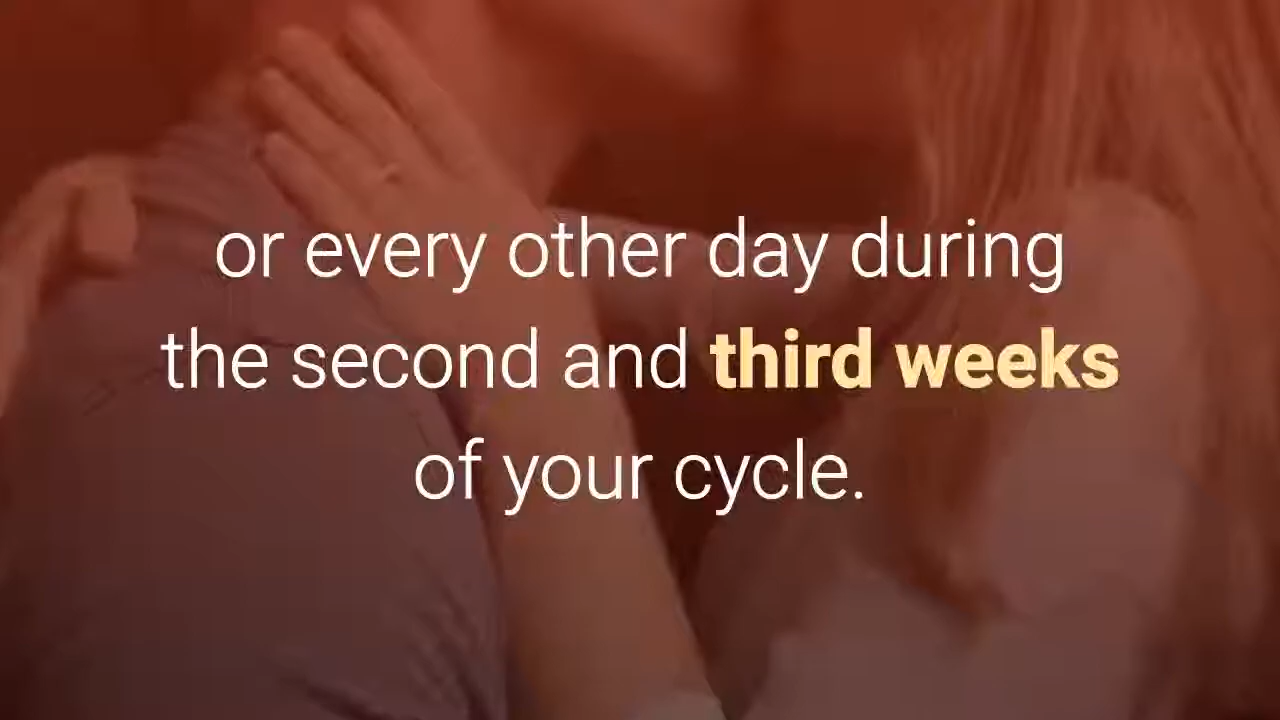 or every other day during
the second and third weeks
of your cycle.